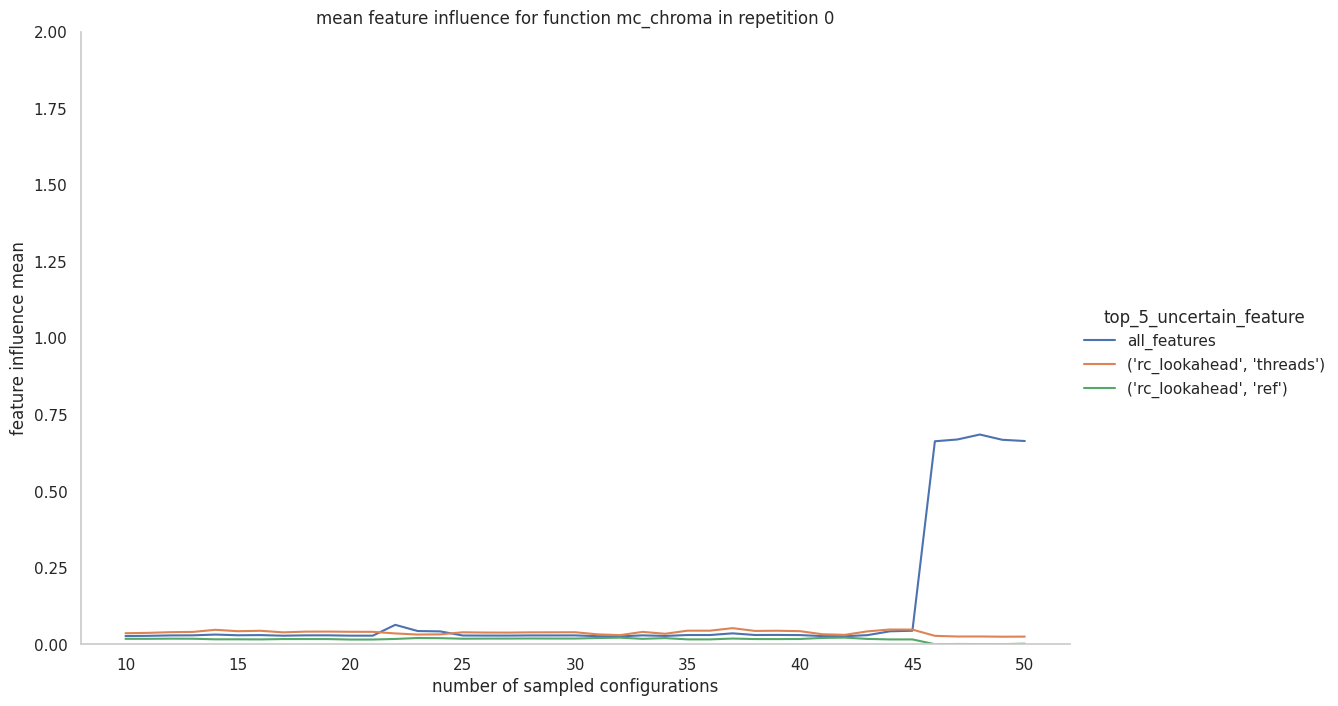 mean feature influence for function mc_chroma in repetition 0
2.00
1.75
1.50
1.25
1.00
0.75
0.50
0.25
0.00
feature influence mean
10 15 20 25 30 35 40 45 50
number of sampled configurations
top_5_uncertain_feature
all_features
('rc_lookahead', 'threads')
('rc_lookahead', 'ref')